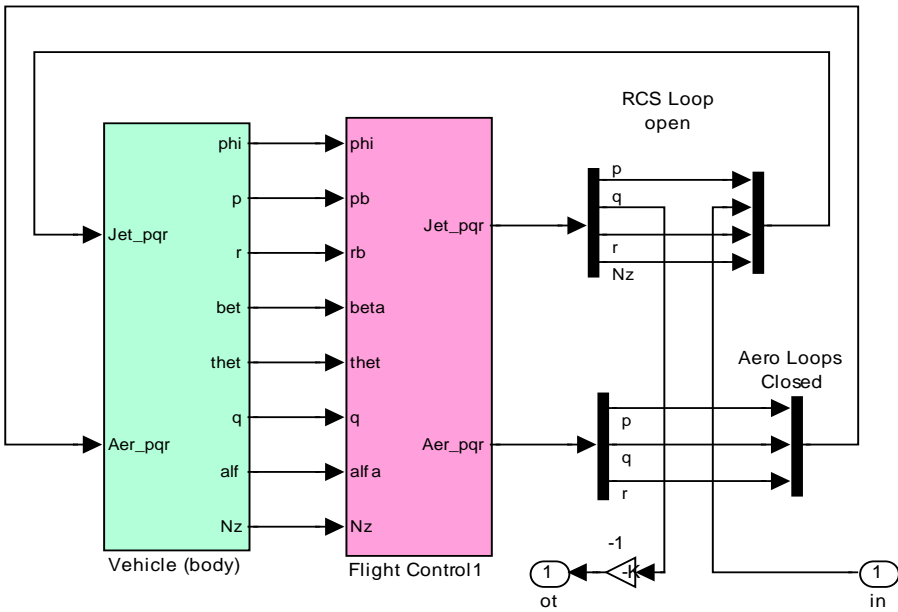 RCS Loop
open
phi
p
r
bet
thet
q
alf
Nz
Jet_pqr
Aer_pqr
Vehicle (body)
phi
pb
rb
beta
thet
q
alfa
Nz
Jet_pqr
Aer_pqr
Flight Control1
p
q
r
Nz
Aero Loops
Closed
p
q
r
-1
-K
1
ot
1
in